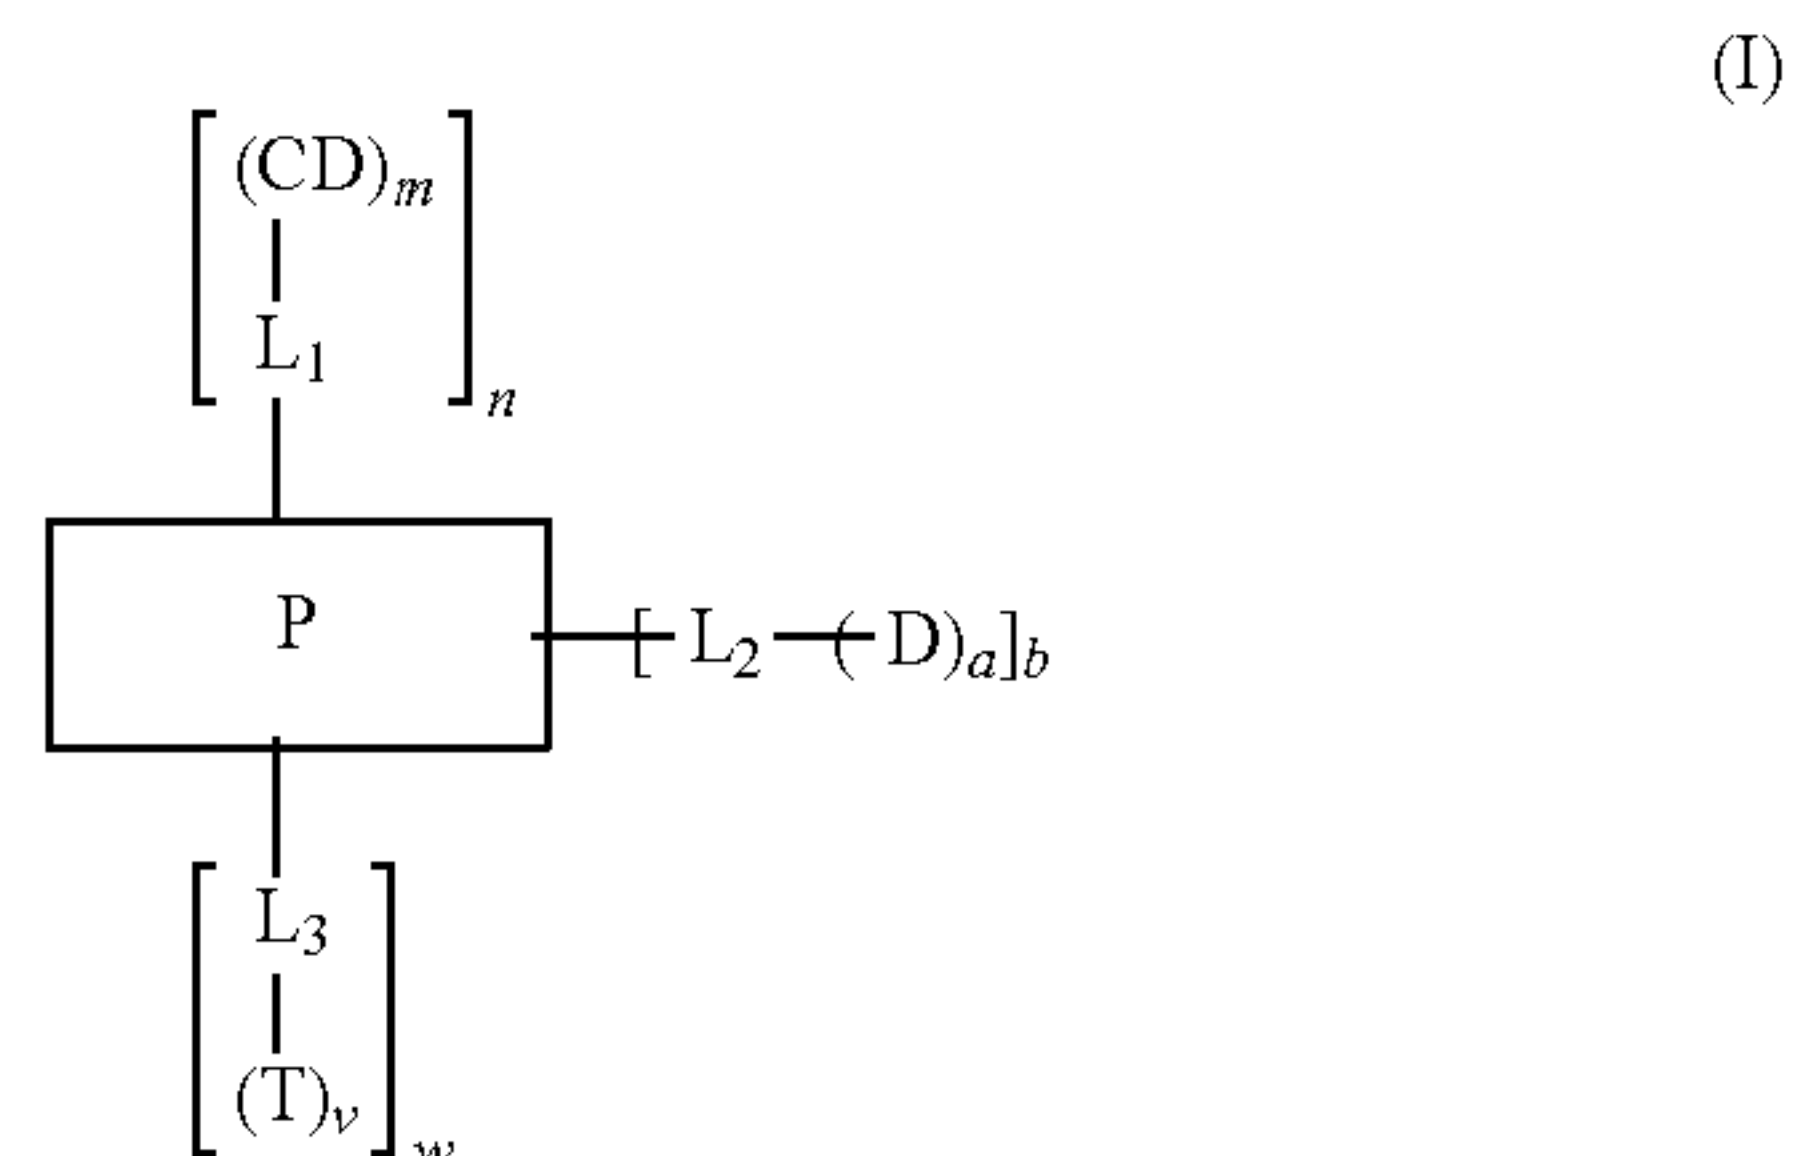 (I)
(CD)m
L1
n
P
[L2—(D)a]b
L3
(T)v
w